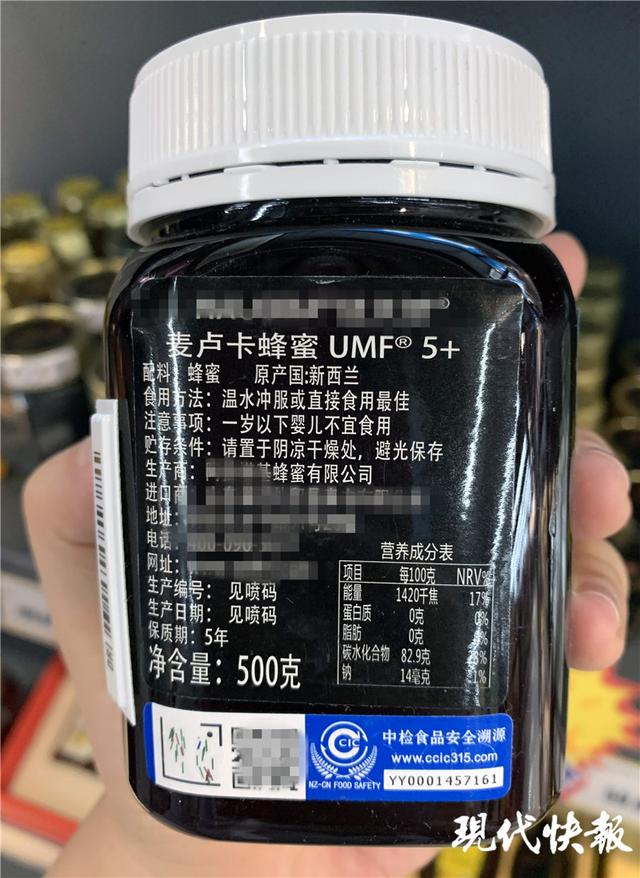 麦卢卡蜂蜜 UMF® 5+
配料：蜂蜜 原产国:新西兰
食用方法：温水冲服或直接食用最佳
注意事项：一岁以下婴儿不宜食用
贮存条件：请置于阴凉干燥处，避光保存
生产商：蜂蜜有限公司
进口商
地址：
电话：
网址：
生产编号：见喷码
生产日期：见喷码
保质期：5年
净含量：500克
营养成分表
项目 每100克 NRV%
能量 1420千焦 17%
蛋白质 0克 0%
脂肪 0克
碳水化合物 82.9克
钠 14毫克 1%
CCIC
NZ-CN FOOD SAFETY
中检食品安全溯源
www.ccic315.com
YY0001457161
现代快报